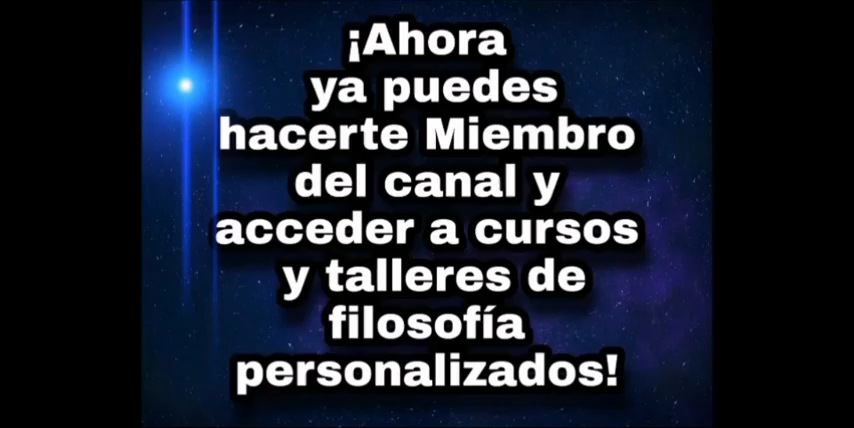 ¡Ahora
ya puedes
hacerte Miembro
del canal y
acceder a cursos
y talleres de
filosofía
personalizados!